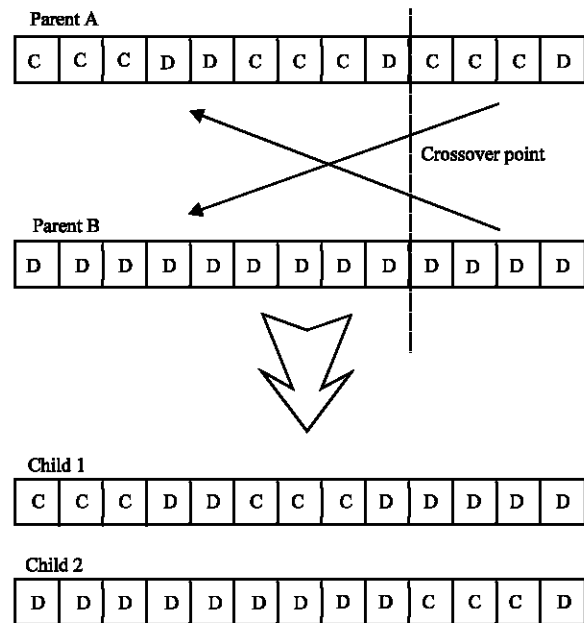 Parent A
C C C D D C C C D C C C D
Crossover point
Parent B
D D D D D D D D D D D D D
Child 1
C C C D D C C C D D D D D
Child 2
D D D D D D D D D C C C D